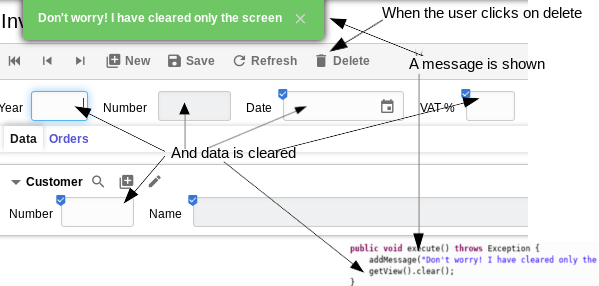 Inv
Don't worry! I have cleared only the screen
When the user clicks on delete
New Save Refresh Delete
A message is shown
Year Number Date VAT %
Data Orders
And data is cleared
Customer
Number Name
public void execute() throws Exception {
addMessage("Don't worry! I have cleared only the
getView().clear();
}